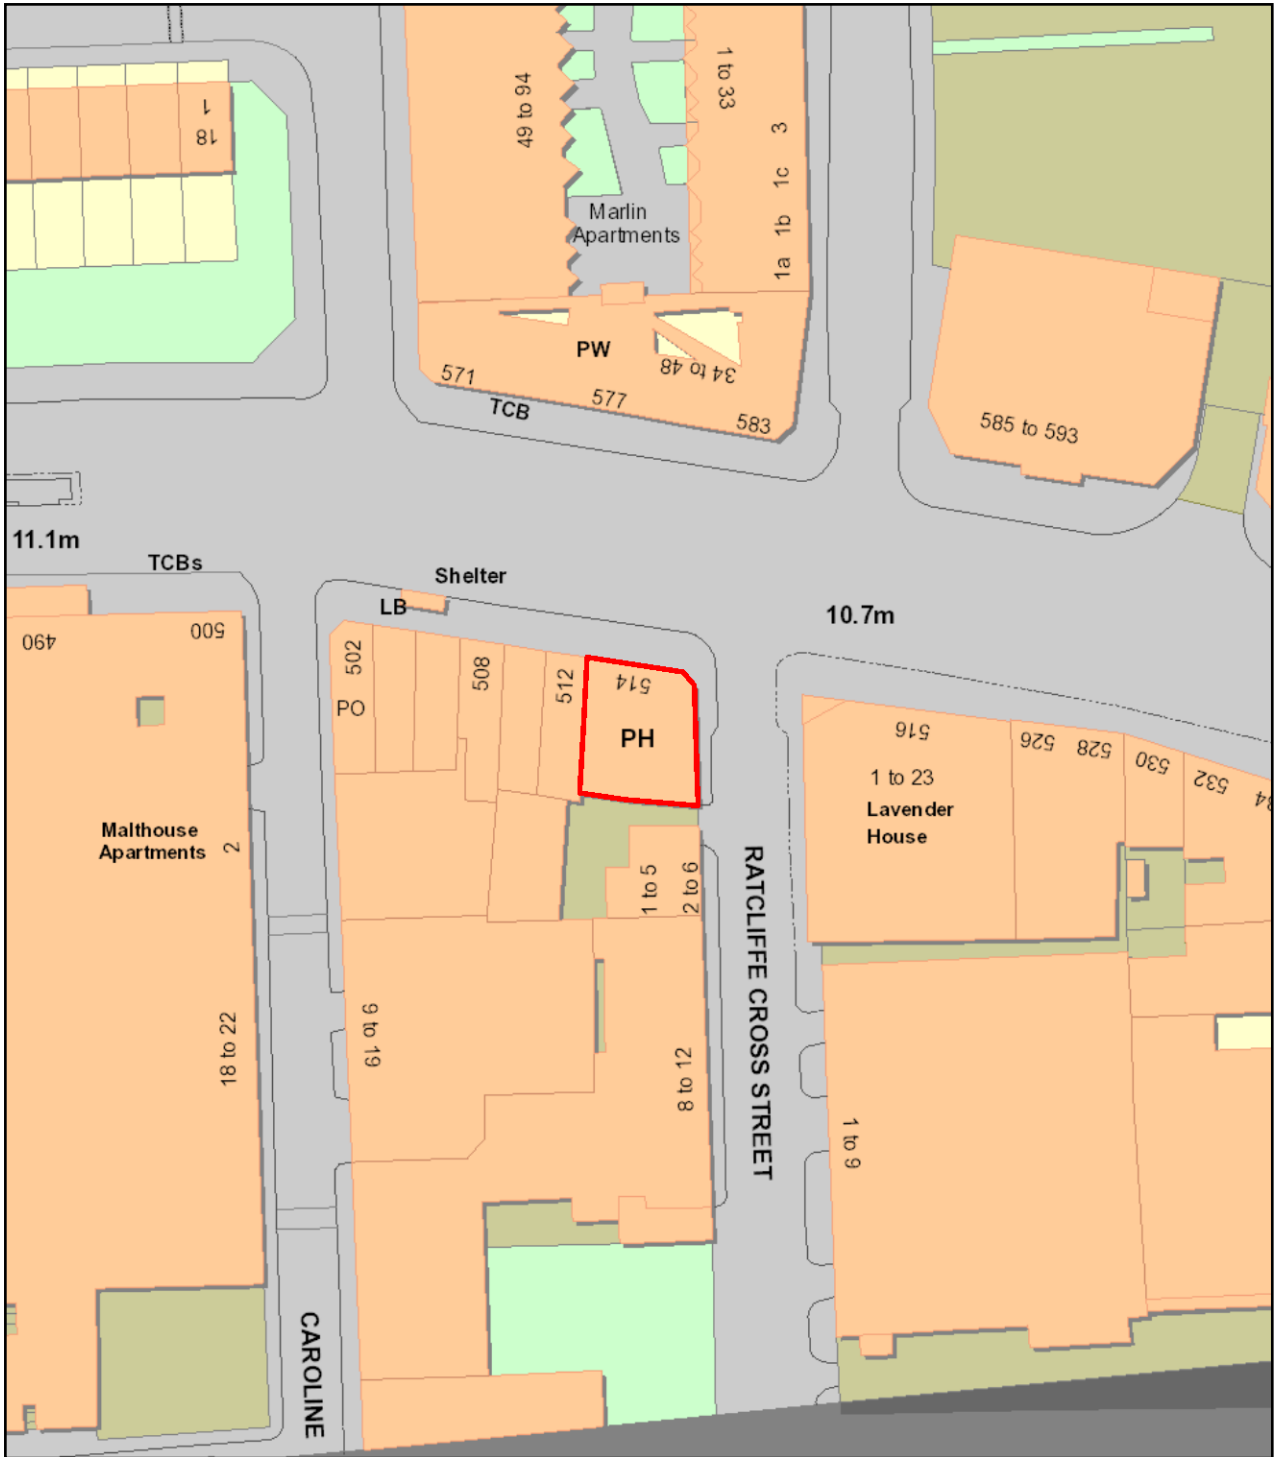 1
18
49 to 94
1 to 33
3
1c
1b
1a
Marlin
Apartments
PW
34 to 48
571
577
583
TCB
585 to 593
11.1m
TCBs
Shelter
LB
10.7m
490
500
502
PO
508
512
514
PH
516
1 to 23
Lavender
House
526
528
530
532
Malthouse
Apartments
2
1 to 5
2 to 6
18 to 22
9 to 19
8 to 12
RATCLIFFE CROSS STREET
1 to 9
CAROLINE